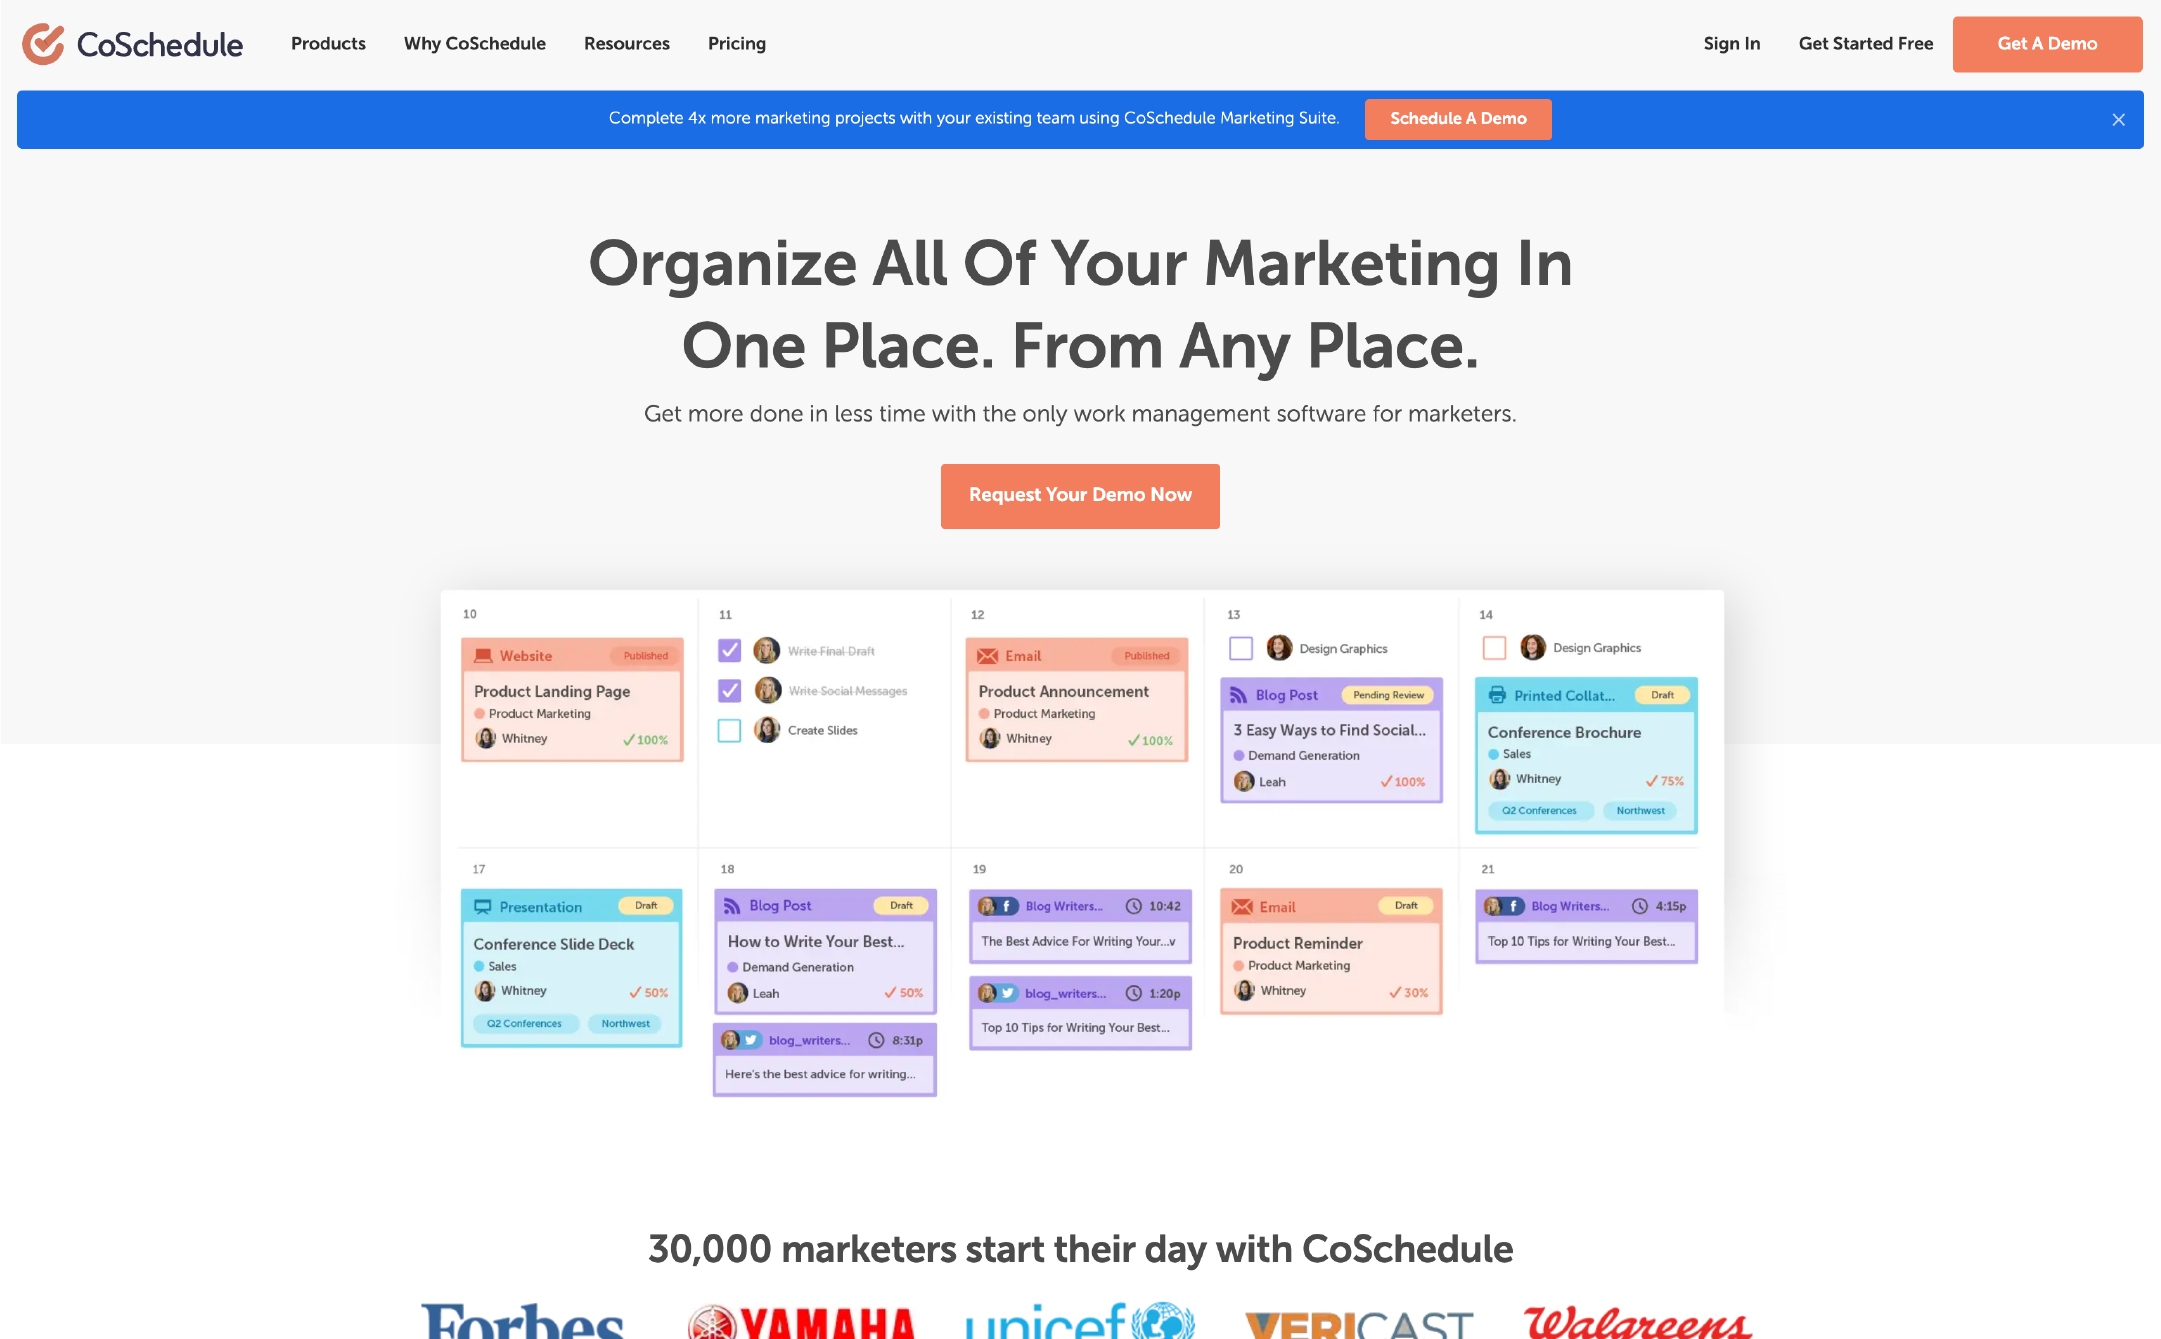 CoSchedule
Products
Why CoSchedule
Resources
Pricing
Sign In
Get Started Free
Get A Demo
Complete 4x more marketing projects with your existing team using CoSchedule Marketing Suite.
Schedule A Demo
Organize All Of Your Marketing In
One Place. From Any Place.
Get more done in less time with the only work management software for marketers.
Request Your Demo Now
10
Website
Published
Product Landing Page
Product Marketing
Whitney
100%
11
Write Final Draft
Write Social Messages
Create Slides
12
Email
Published
Product Announcement
Product Marketing
Whitney
100%
13
Design Graphics
Blog Post
Pending Review
3 Easy Ways to Find Social...
Demand Generation
Leah
100%
14
Design Graphics
Printed Collat...
Draft
Conference Brochure
Sales
Whitney
75%
Q2 Conferences
Northwest
17
Presentation
Draft
Conference Slide Deck
Sales
Whitney
50%
Q2 Conferences
Northwest
18
Blog Post
Draft
How to Write Your Best...
Demand Generation
Leah
50%
blog_writers...
8:31p
Here's the best advice for writing...
19
Blog Writers...
10:42
The Best Advice For Writing Your...v
blog_writers...
1:20p
Top 10 Tips for Writing Your Best...
20
Email
Draft
Product Reminder
Product Marketing
Whitney
30%
21
Blog Writers...
4:15p
Top 10 Tips for Writing Your Best...
30,000 marketers start their day with CoSchedule
Forbes
YAMAHA
unicef
VERICAST
Walgreens